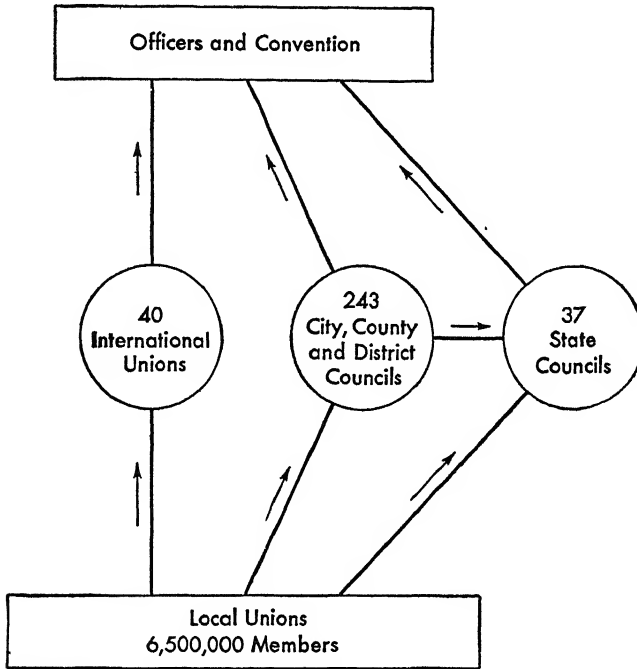 Officers and Convention
40
International
Unions
243
City, County
and District
Councils
37
State
Councils
Local Unions
6,500,000 Members